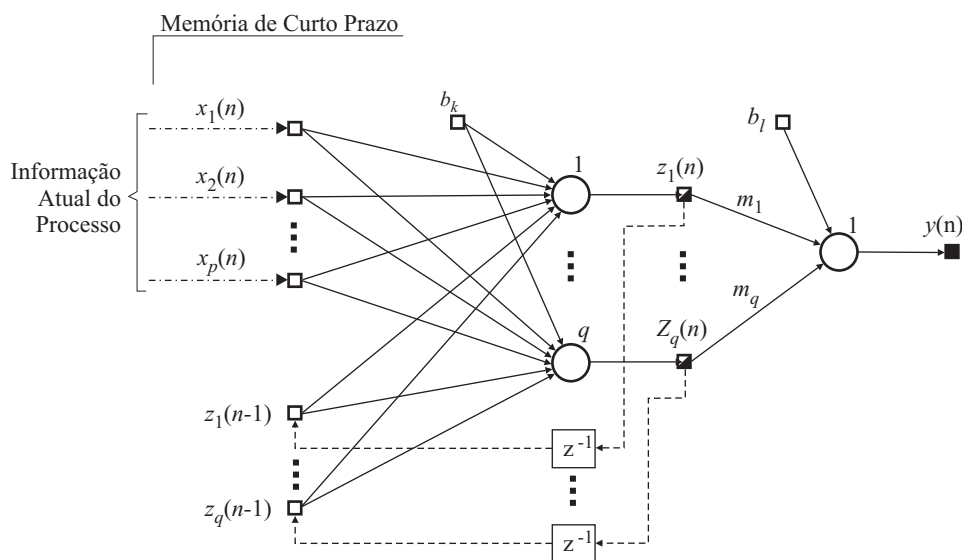 Memória de Curto Prazo
x1(n)
bk
bl
Informação
Atual do
Processo
x2(n)
1
z1(n)
m1
1
y(n)
xp(n)
mq
q
Zq(n)
z1(n-1)
z-1
zq(n-1)
z-1